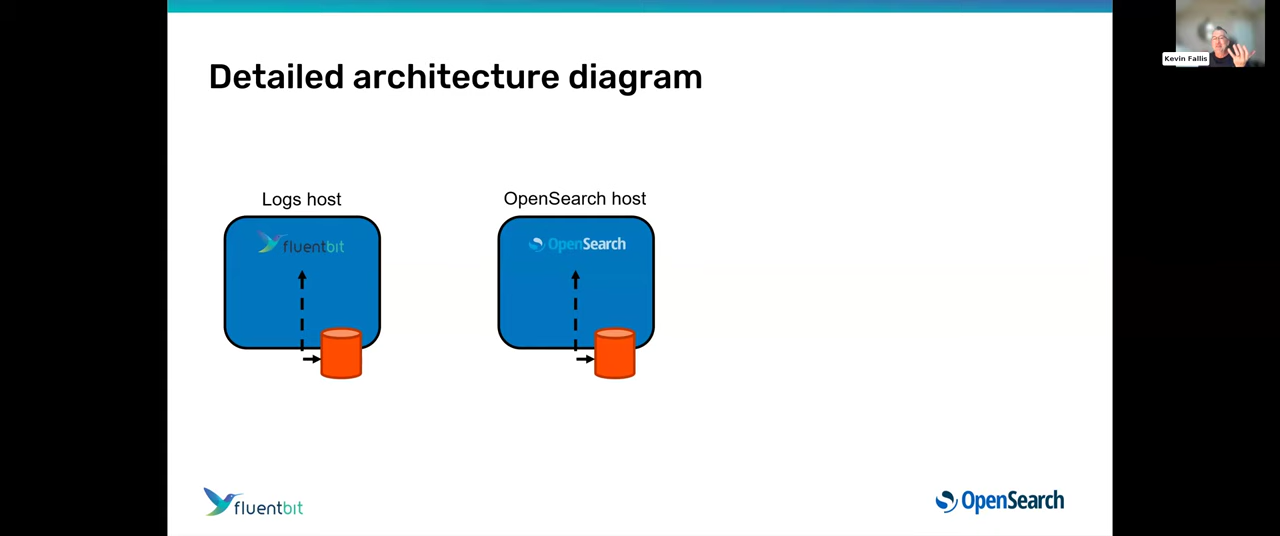 Kevin Fallis
Detailed architecture diagram
Logs host
OpenSearch host
fluentbit
OpenSearch
fluentbit
OpenSearch